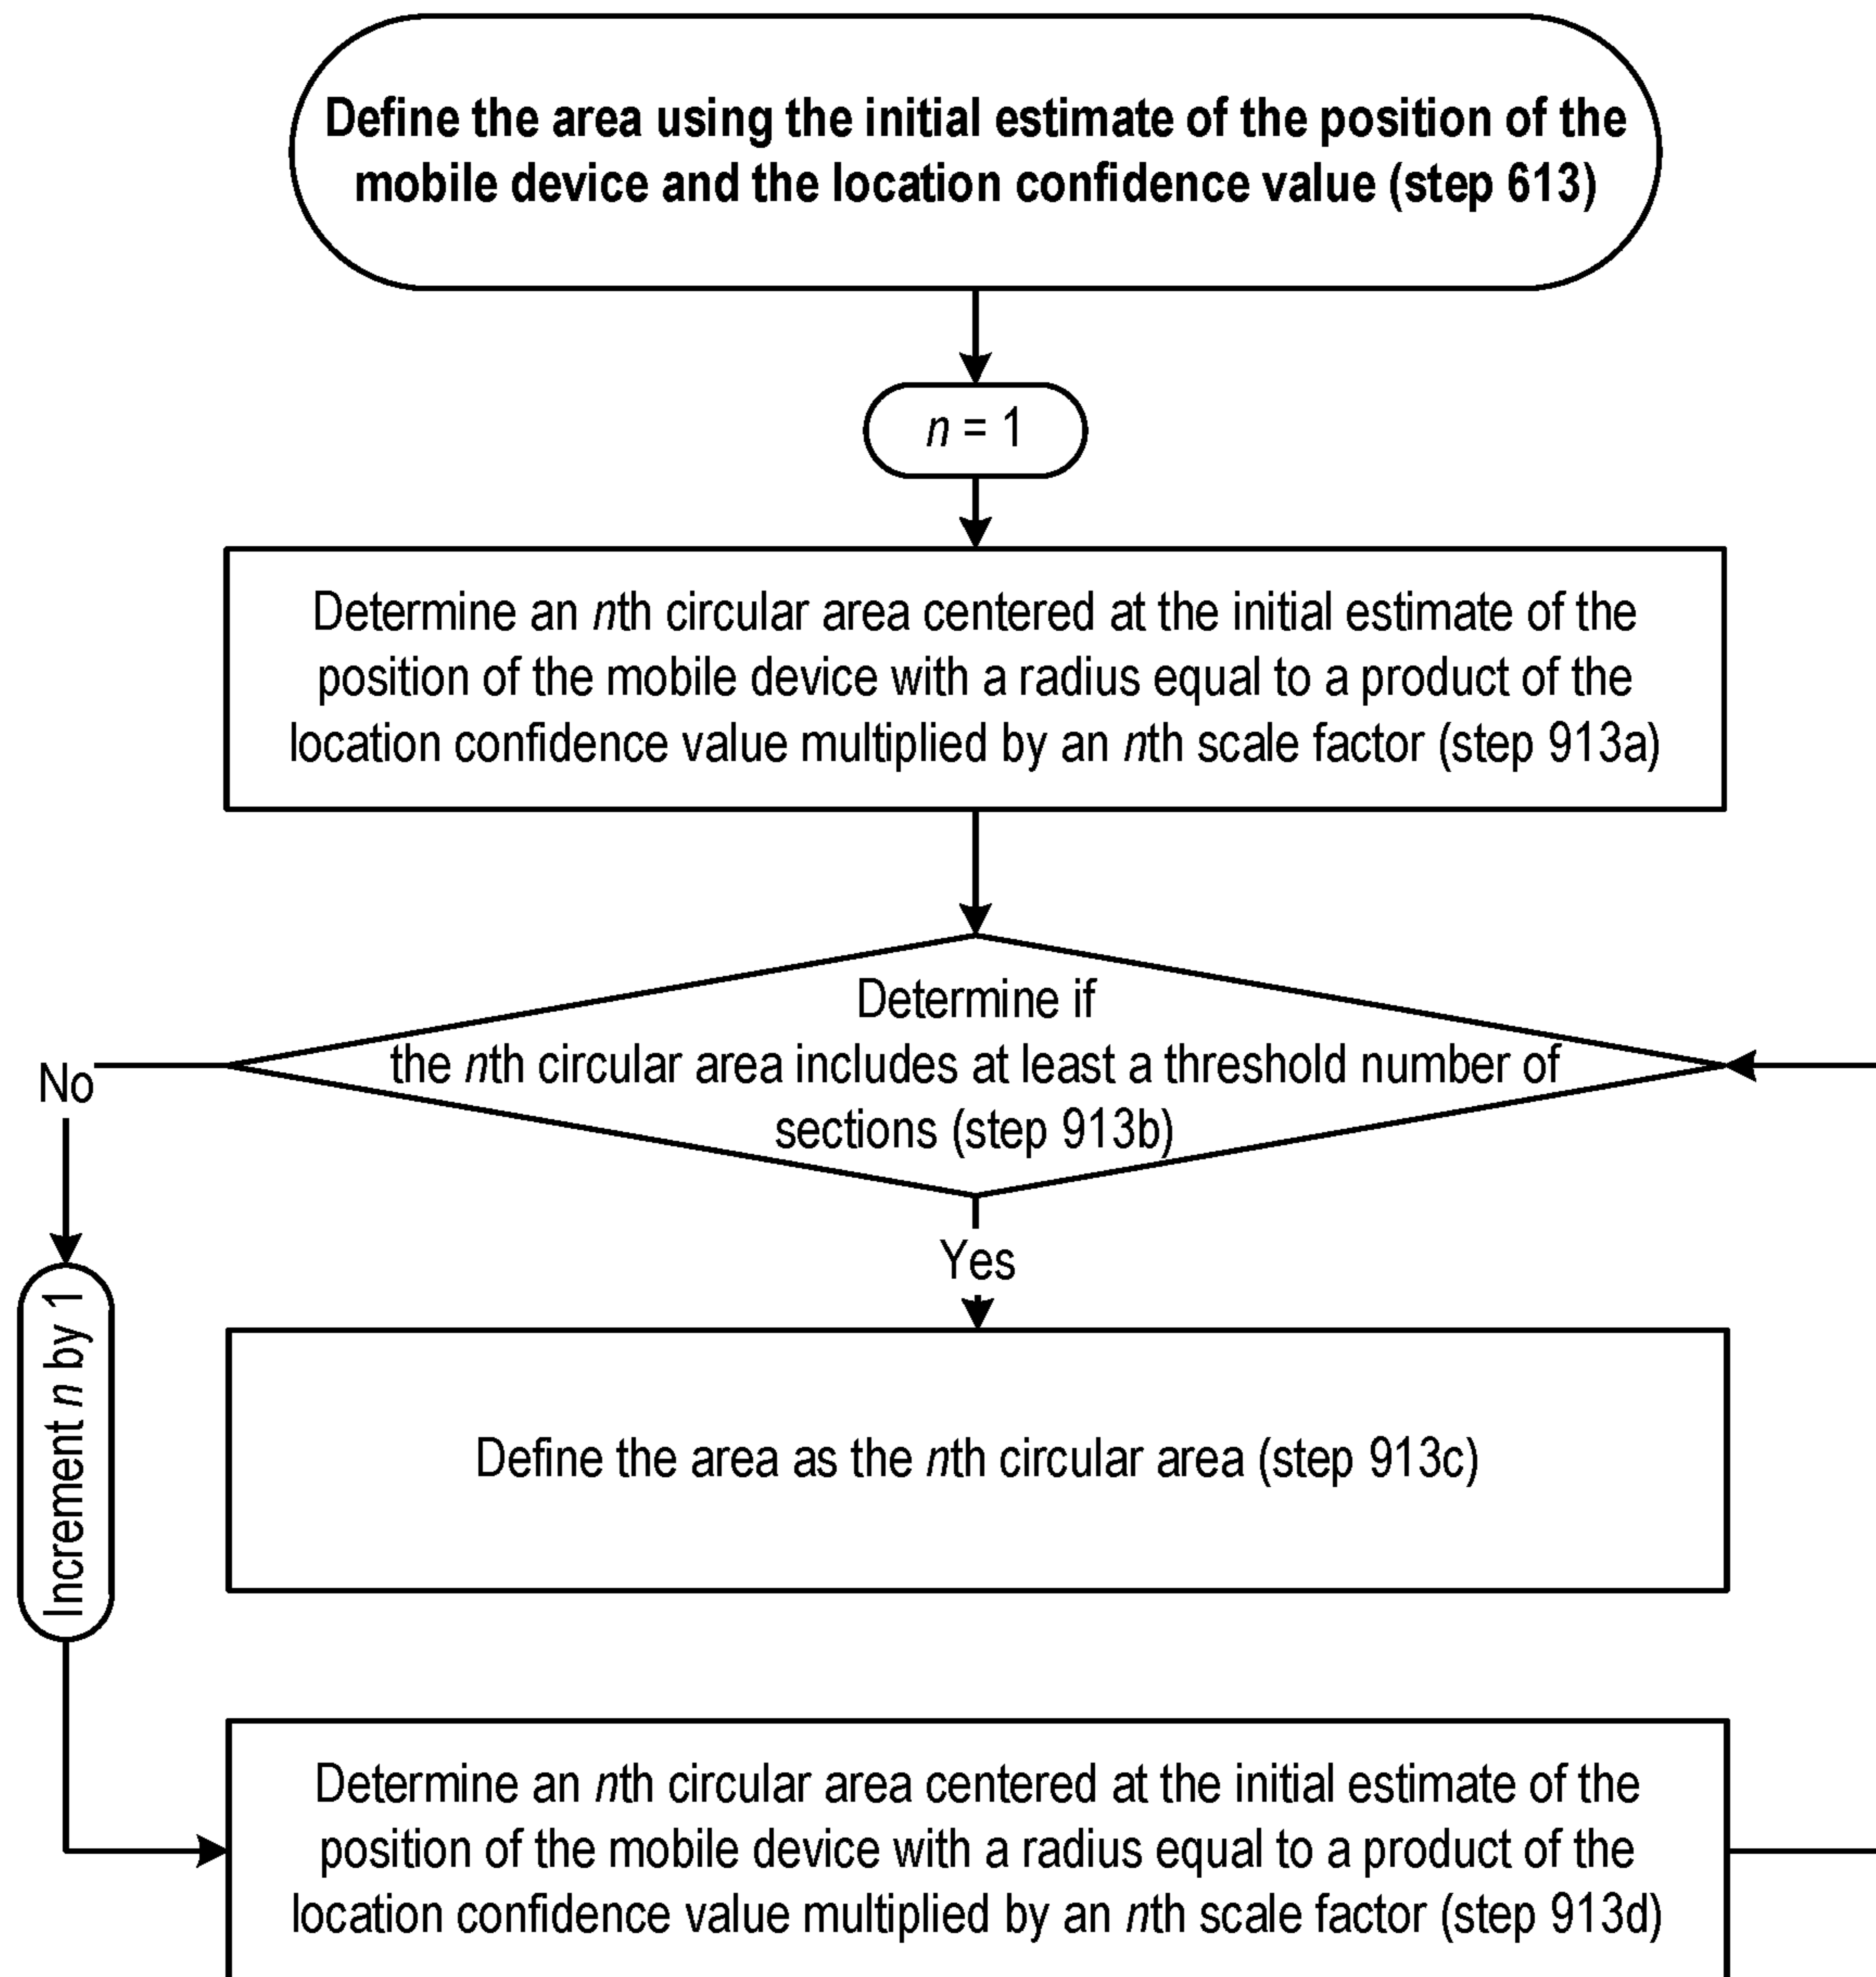 Define the area using the initial estimate of the position of the
mobile device and the location confidence value (step 613)
n = 1
Determine an nth circular area centered at the initial estimate of the
position of the mobile device with a radius equal to a product of the
location confidence value multiplied by an nth scale factor (step 913a)
Determine if
the nth circular area includes at least a threshold number of
sections (step 913b)
No
Yes
Increment n by 1
Define the area as the nth circular area (step 913c)
Determine an nth circular area centered at the initial estimate of the
position of the mobile device with a radius equal to a product of the
location confidence value multiplied by an nth scale factor (step 913d)